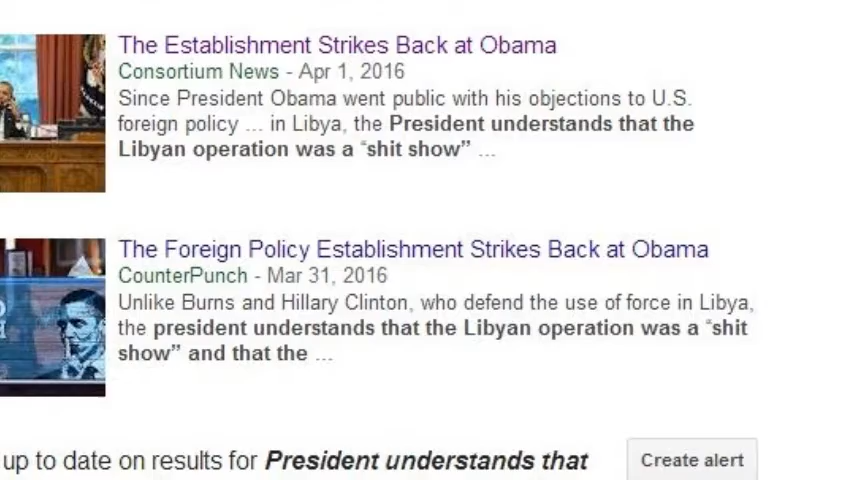 The Establishment Strikes Back at Obama
Consortium News - Apr 1, 2016
Since President Obama went public with his objections to U.S.
foreign policy ... in Libya, the President understands that the
Libyan operation was a “shit show” ...
The Foreign Policy Establishment Strikes Back at Obama
CounterPunch - Mar 31, 2016
Unlike Burns and Hillary Clinton, who defend the use of force in Libya,
the president understands that the Libyan operation was a “shit
show” and that the ...
up to date on results for President understands that
Create alert